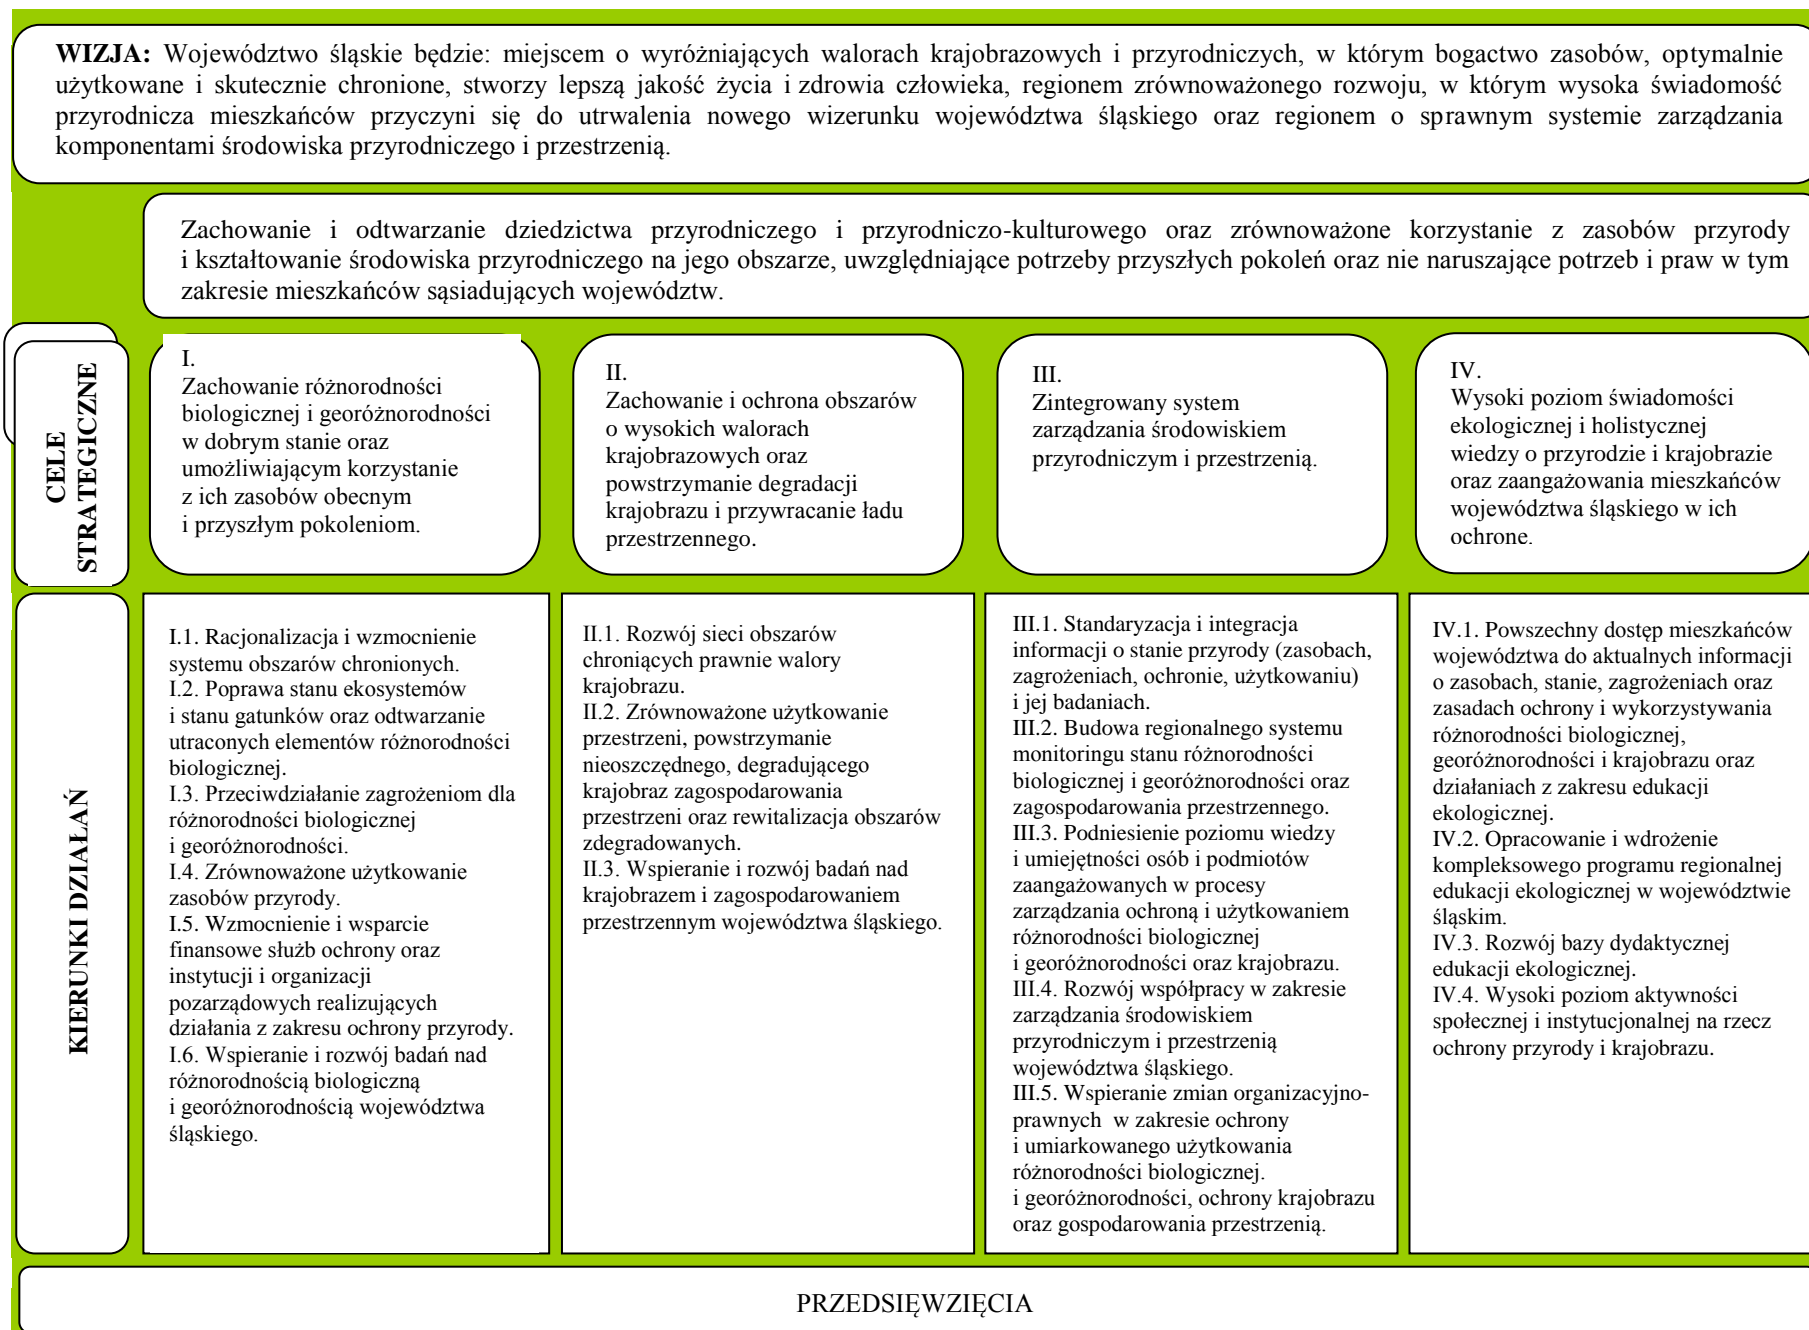 WIZJA: Województwo śląskie będzie: miejscem o wyróżniających walorach krajobrazowych i przyrodniczych, w którym bogactwo zasobów, optymalnie
użytkowane i skutecznie chronione, stworzy lepszą jakość życia i zdrowia człowieka, regionem zrównoważonego rozwoju, w którym wysoka świadomość
przyrodnicza mieszkańców przyczyni się do utrwalenia nowego wizerunku województwa śląskiego oraz regionem o sprawnym systemie zarządzania
komponentami środowiska przyrodniczego i przestrzenią.
Zachowanie i odtwarzanie dziedzictwa przyrodniczego i przyrodniczo-kulturowego oraz zrównoważone korzystanie z zasobów przyrody
i kształtowanie środowiska przyrodniczego na jego obszarze, uwzględniające potrzeby przyszłych pokoleń oraz nie naruszające potrzeb i praw w tym
zakresie mieszkańców sąsiadujących województw.
CELE
STRATEGICZNE
I.
Zachowanie różnorodności
biologicznej i georóżnorodności
w dobrym stanie oraz
umożliwiającym korzystanie
z ich zasobów obecnym
i przyszłym pokoleniom.
II.
Zachowanie i ochrona obszarów
o wysokich walorach
krajobrazowych oraz
powstrzymanie degradacji
krajobrazu i przywracanie ładu
przestrzennego.
III.
Zintegrowany system
zarządzania środowiskiem
przyrodniczym i przestrzenią.
IV.
Wysoki poziom świadomości
ekologicznej i holistycznej
wiedzy o przyrodzie i krajobrazie
oraz zaangażowania mieszkańców
województwa śląskiego w ich
ochrone.
KIERUNKI DZIAŁAŃ
I.1. Racjonalizacja i wzmocnienie
systemu obszarów chronionych.
I.2. Poprawa stanu ekosystemów
i stanu gatunków oraz odtwarzanie
utraconych elementów różnorodności
biologicznej.
I.3. Przeciwdziałanie zagrożeniom dla
różnorodności biologicznej
i georóżnorodności.
I.4. Zrównoważone użytkowanie
zasobów przyrody.
I.5. Wzmocnienie i wsparcie
finansowe służb ochrony oraz
instytucji i organizacji
pozarządowych realizujących
działania z zakresu ochrony przyrody.
I.6. Wspieranie i rozwój badań nad
różnorodnością biologiczną
i georóżnorodnością województwa
śląskiego.
II.1. Rozwój sieci obszarów
chroniących prawnie walory
krajobrazu.
II.2. Zrównoważone użytkowanie
przestrzeni, powstrzymanie
nieoszczędnego, degradującego
krajobraz zagospodarowania
przestrzeni oraz rewitalizacja obszarów
zdegradowanych.
II.3. Wspieranie i rozwój badań nad
krajobrazem i zagospodarowaniem
przestrzennym województwa śląskiego.
III.1. Standaryzacja i integracja
informacji o stanie przyrody (zasobach,
zagrożeniach, ochronie, użytkowaniu)
i jej badaniach.
III.2. Budowa regionalnego systemu
monitoringu stanu różnorodności
biologicznej i georóżnorodności oraz
zagospodarowania przestrzennego.
III.3. Podniesienie poziomu wiedzy
i umiejętności osób i podmiotów
zaangażowanych w procesy
zarządzania ochroną i użytkowaniem
różnorodności biologicznej
i georóżnorodności oraz krajobrazu.
III.4. Rozwój współpracy w zakresie
zarządzania środowiskiem
przyrodniczym i przestrzenią
województwa śląskiego.
III.5. Wspieranie zmian organizacyjno-
prawnych w zakresie ochrony
i umiarkowanego użytkowania
różnorodności biologicznej.
i georóżnorodności, ochrony krajobrazu
oraz gospodarowania przestrzenią.
IV.1. Powszechny dostęp mieszkańców
województwa do aktualnych informacji
o zasobach, stanie, zagrożeniach oraz
zasadach ochrony i wykorzystywania
różnorodności biologicznej,
georóżnorodności i krajobrazu oraz
działaniach z zakresu edukacji
ekologicznej.
IV.2. Opracowanie i wdrożenie
kompleksowego programu regionalnej
edukacji ekologicznej w województwie
śląskim.
IV.3. Rozwój bazy dydaktycznej
edukacji ekologicznej.
IV.4. Wysoki poziom aktywności
społecznej i instytucjonalnej na rzecz
ochrony przyrody i krajobrazu.
PRZEDSIĘWZIĘCIA